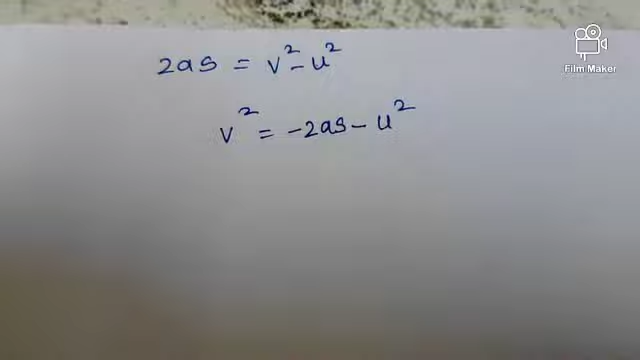 2as = v² - u²
v² = -2as - u²
Film Maker